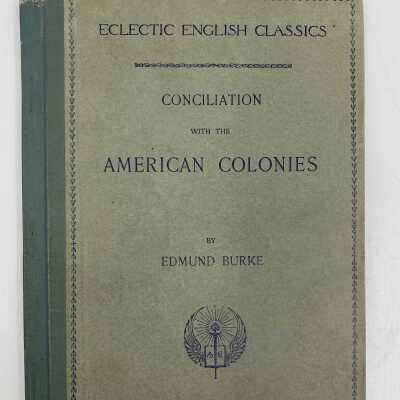 ECLECTIC ENGLISH CLASSICS
CONCILIATION
WITH THE
AMERICAN COLONIES
BY
EDMUND BURKE